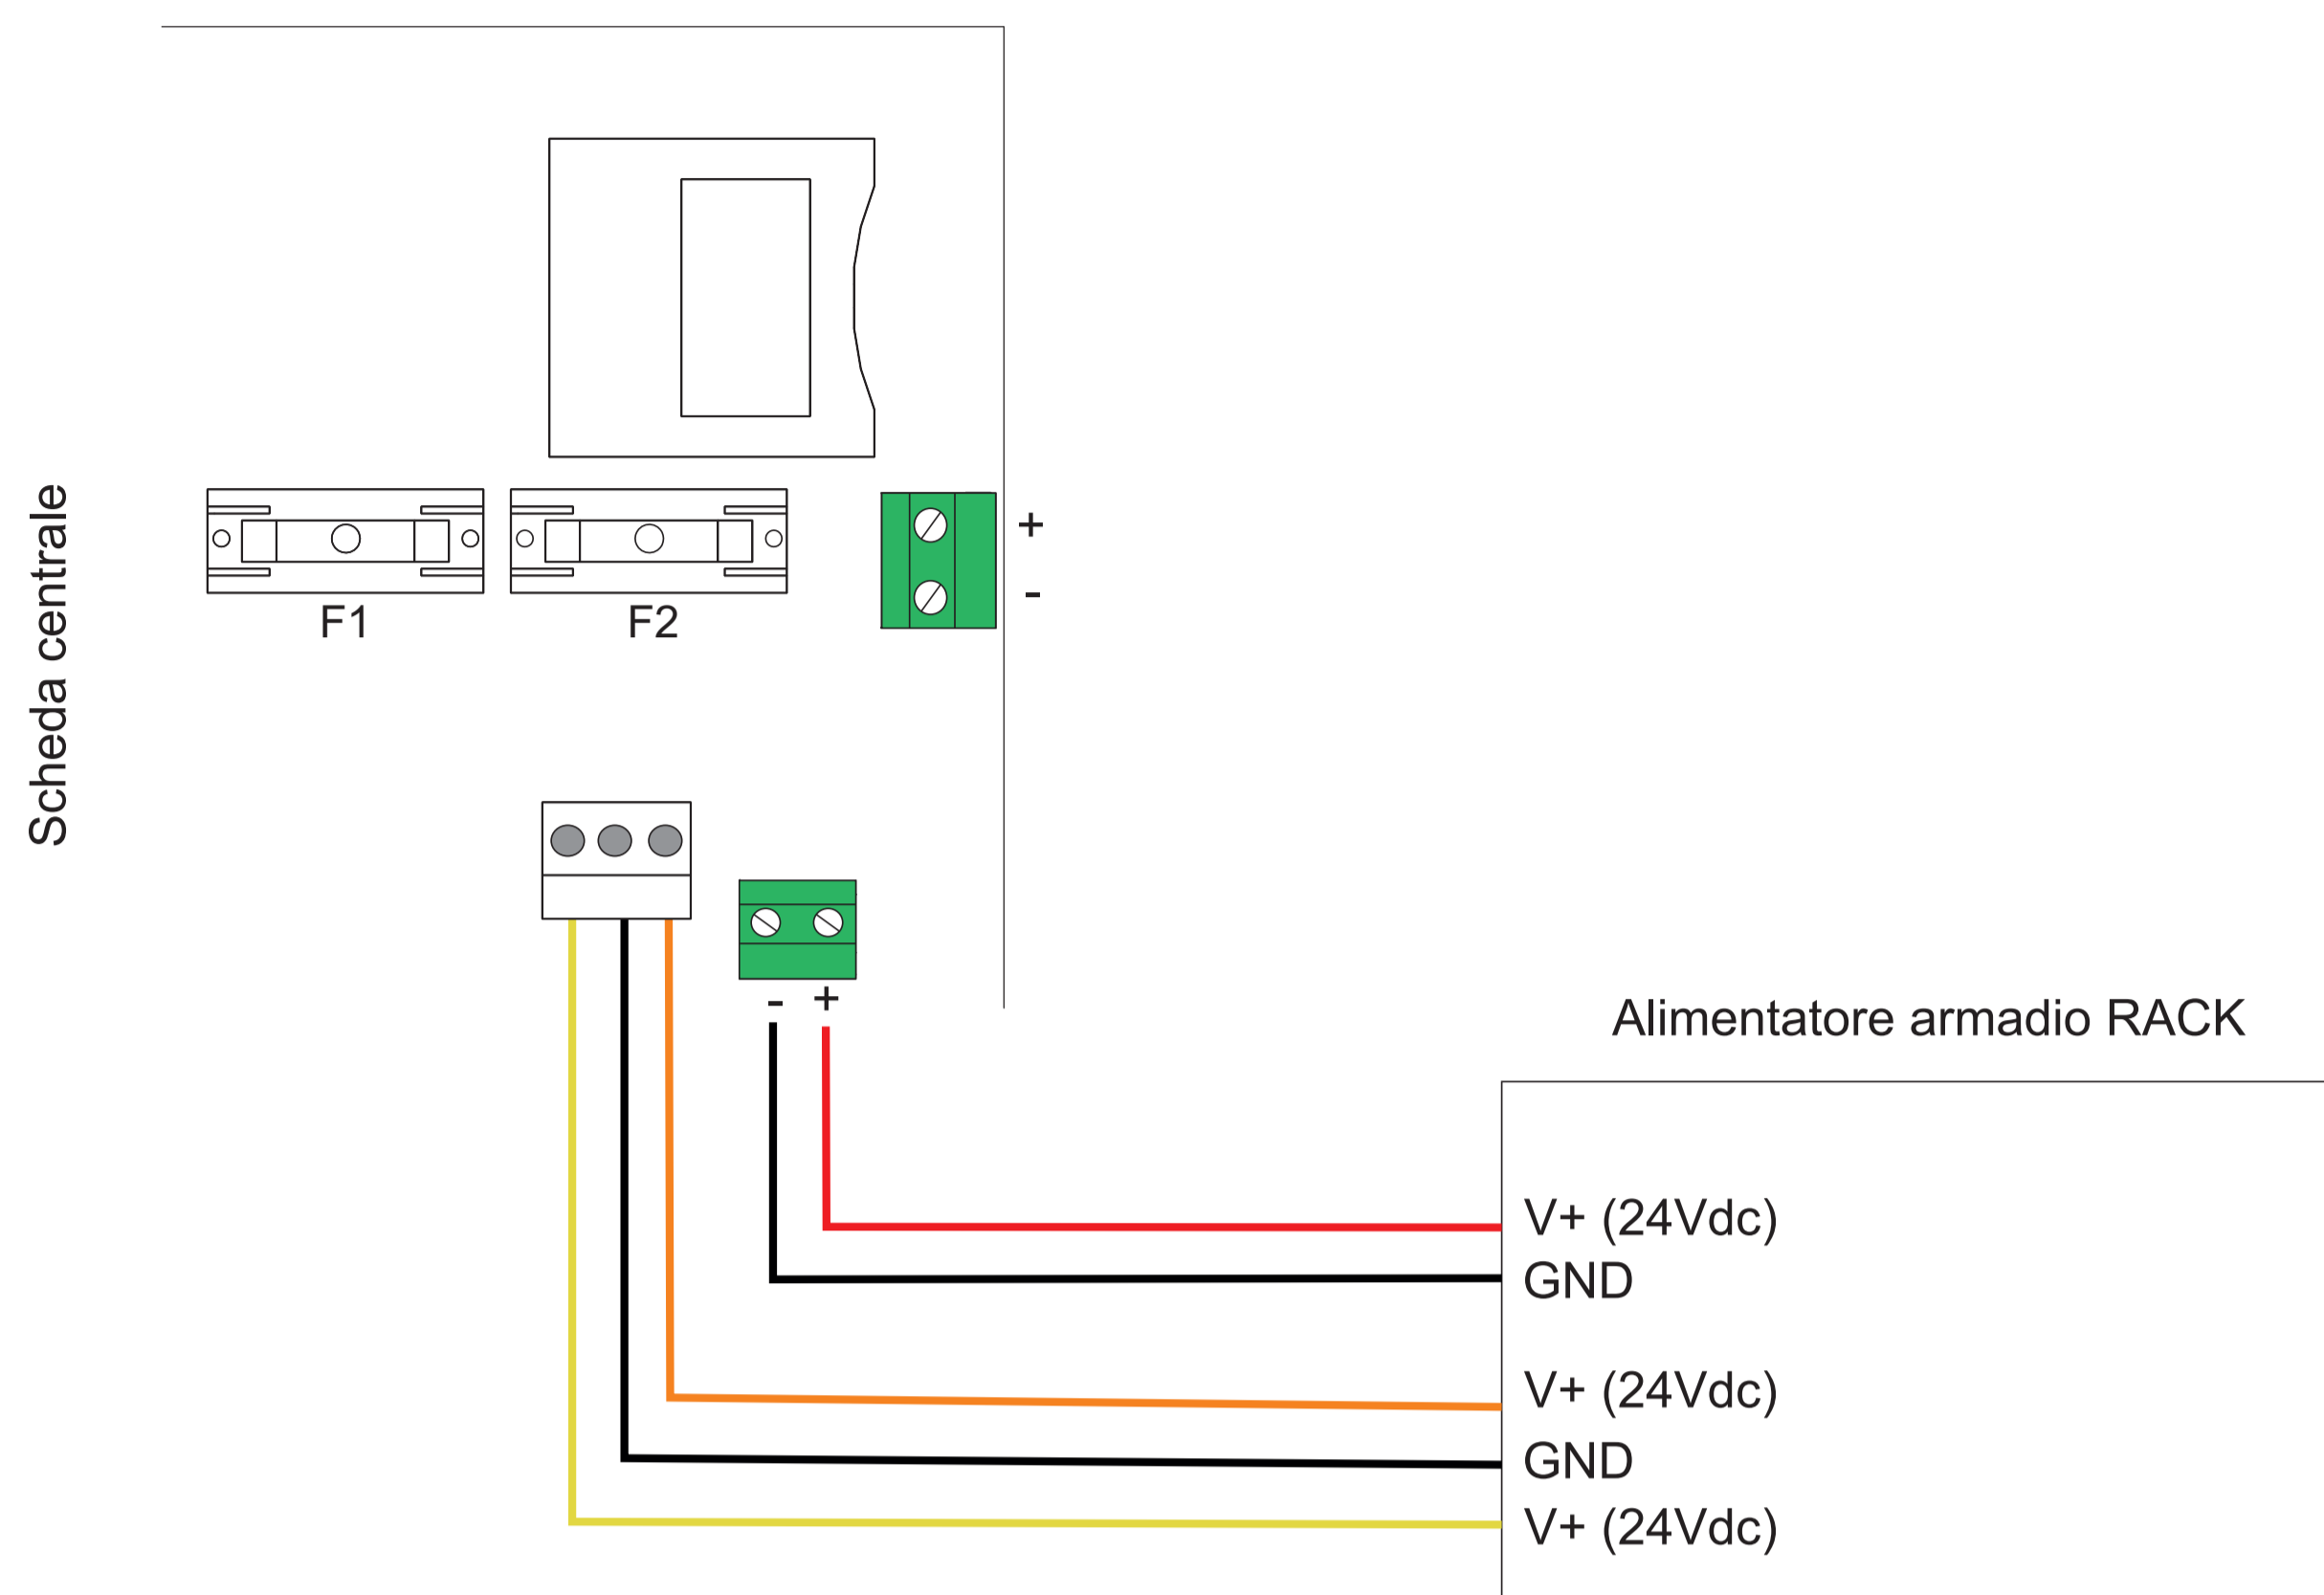 Scheda centrale
+
-
F1
F2
- +
Alimentatore armadio RACK
V+ (24Vdc)
GND
V+ (24Vdc)
GND
V+ (24Vdc)